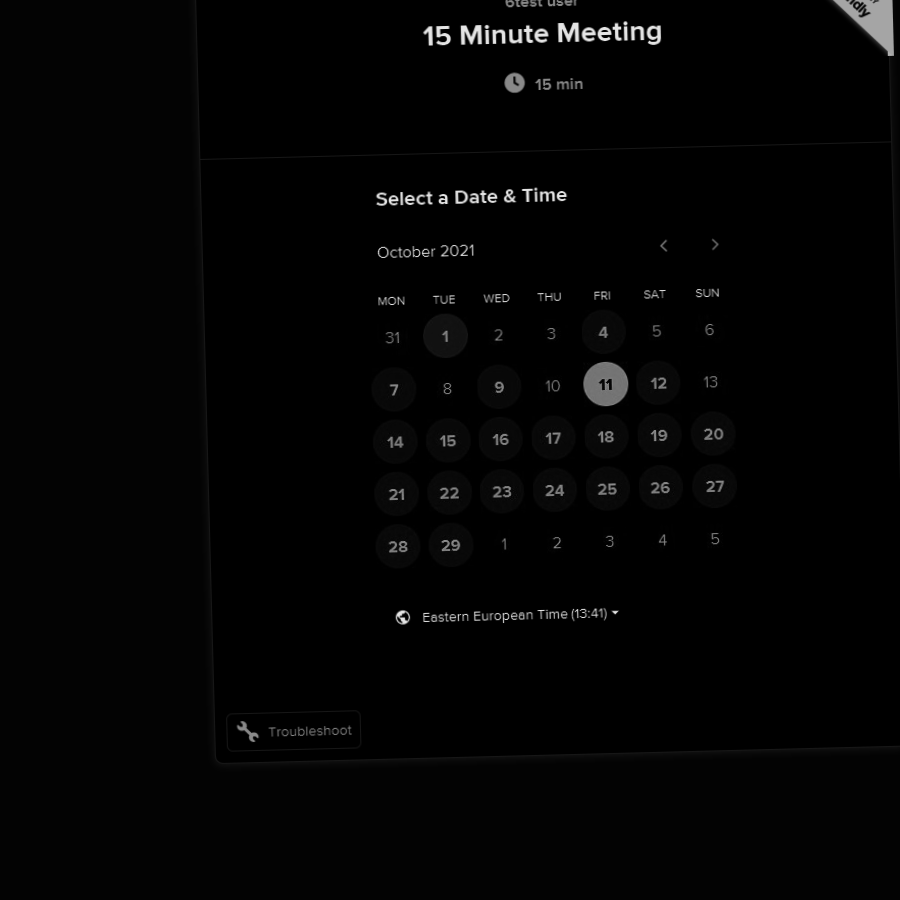 6test user
15 Minute Meeting
15 min
Select a Date & Time
October 2021
MON TUE WED THU FRI SAT SUN
31 1 2 3 4 5 6
7 8 9 10 11 12 13
14 15 16 17 18 19 20
21 22 23 24 25 26 27
28 29 1 2 3 4 5
Eastern European Time (13:41)
Troubleshoot